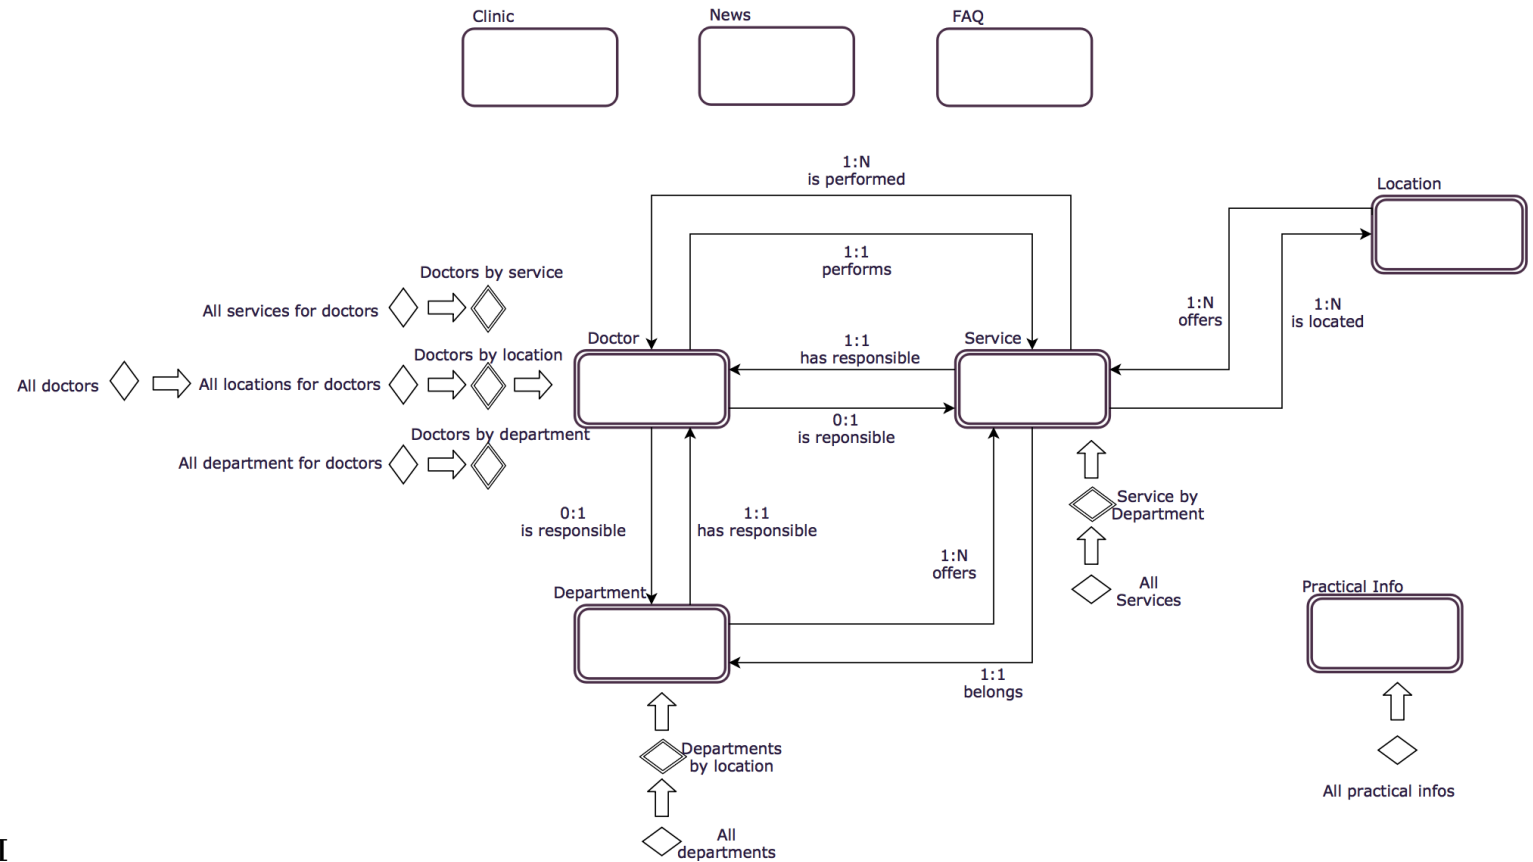 Clinic
News
FAQ
1:N
is performed
Location
1:1
performs
Doctors by service
All services for doctors
1:N
offers
1:N
is located
Doctor
Service
1:1
has responsible
Doctors by location
All doctors
All locations for doctors
0:1
is reponsible
Doctors by department
All department for doctors
Service by
Department
0:1
is responsible
1:1
has responsible
1:N
offers
All
Services
Department
Practical Info
1:1
belongs
Departments
by location
All practical infos
All
departments
I